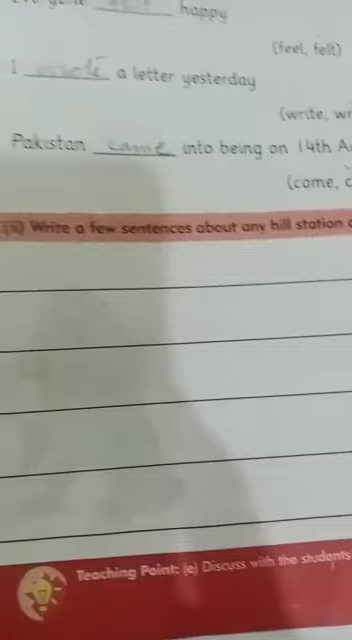 happy
(feel, felt)
I wrote a letter yesterday
(write,
Pakistan came into being on 14th
(come,
Write a few sentences about any hill station
Teaching Point: (e) Discuss with the students